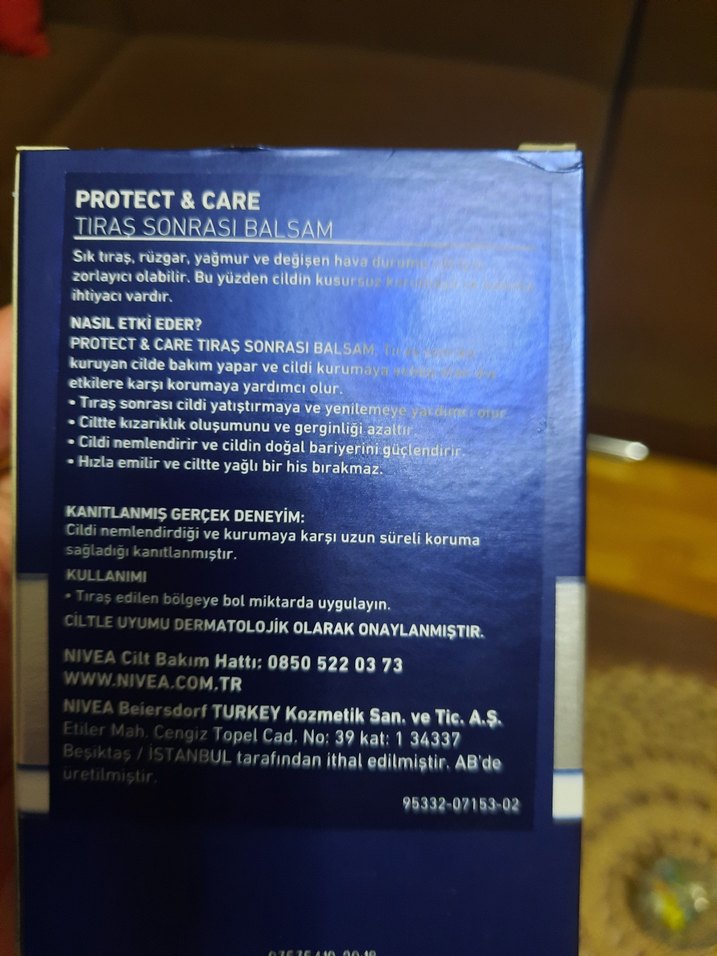 PROTECT & CARE
TIRAŞ SONRASI BALSAM
Sık tıraş, rüzgar, yağmur ve değişen hava durumu
zorlayıcı olabilir. Bu yüzden cildin kusursuz
ihtiyacı vardır.
NASIL ETKİ EDER?
PROTECT & CARE TIRAŞ SONRASI BALSAM,
kuruyan cilde bakım yapar ve cildi kurumaya
etkilere karşı korumaya yardımcı olur.
• Tıraş sonrası cildi yatıştırmaya ve yenilemeye yardımcı olur.
• Ciltte kızarıklık oluşumunu ve gerginliği azaltır.
• Cildi nemlendirir ve cildin doğal bariyerini güçlendirir.
• Hızla emilir ve ciltte yağlı bir his bırakmaz.
KANITLANMIŞ GERÇEK DENEYİM:
Cildi nemlendirdiği ve kurumaya karşı uzun süreli koruma
sağladığı kanıtlanmıştır.
KULLANIMI
• Tıraş edilen bölgeye bol miktarda uygulayın.
CİLTLE UYUMU DERMATOLOJİK OLARAK ONAYLANMIŞTIR.
NIVEA Cilt Bakım Hattı: 0850 522 03 73
WWW.NIVEA.COM.TR
NIVEA Beiersdorf TURKEY Kozmetik San. ve Tic. A.Ş.
Etiler Mah. Cengiz Topel Cad. No: 39 kat: 1 34337
Beşiktaş / İSTANBUL tarafından ithal edilmiştir. AB'de
üretilmiştir.
95332-07153-02